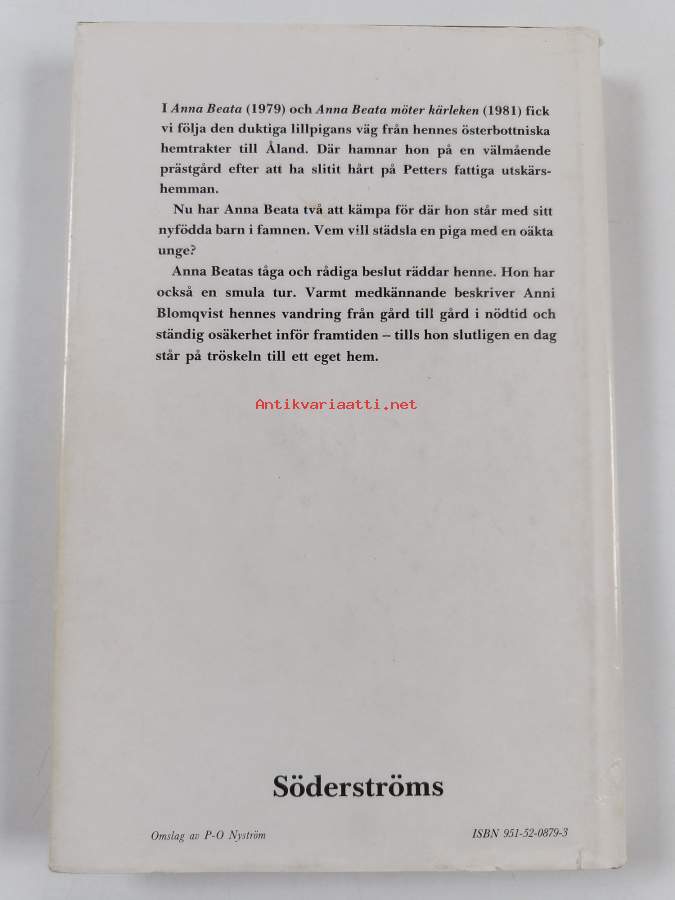 I Anna Beata (1979) och Anna Beata möter kärleken (1981) fick
vi följa den duktiga lillpigans väg från hennes österbottniska
hemtrakter till Åland. Där hamnar hon på en välmående
prästgård efter att ha slitit hårt på Petters fattiga utskärs-
hemman.
Nu har Anna Beata två att kämpa för där hon står med sitt
nyfödda barn i famnen. Vem vill städsla en piga med en oäkta
unge?
Anna Beatas tåga och rådiga beslut räddar henne. Hon har
också en smula tur. Varmt medkännande beskriver Anni
Blomqvist hennes vandring från gård till gård i nödtid och
ständig osäkerhet inför framtiden – tills hon slutligen en dag
står på tröskeln till ett eget hem.
Antikvariaatti.net
Söderströms
Omslag av P-O Nyström
ISBN 951-52-0879-3